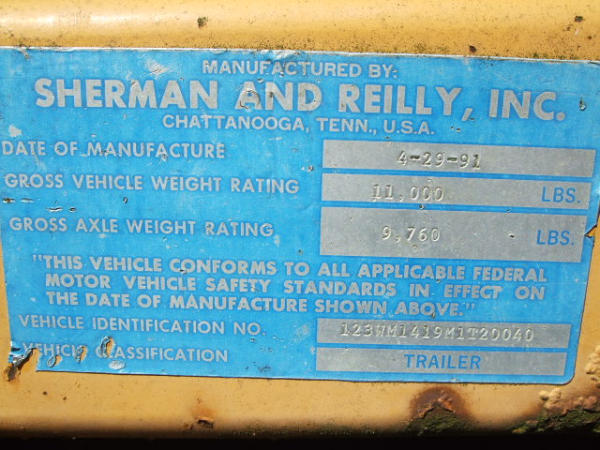 MANUFACTURED BY:
SHERMAN AND REILLY, INC.
CHATTANOOGA, TENN., U.S.A.
DATE OF MANUFACTURE 4-29-91
GROSS VEHICLE WEIGHT RATING 11,000 LBS.
GROSS AXLE WEIGHT RATING 9,760 LBS.
"THIS VEHICLE CONFORMS TO ALL APPLICABLE FEDERAL
MOTOR VEHICLE SAFETY STANDARDS IN EFFECT ON
THE DATE OF MANUFACTURE SHOWN ABOVE."
VEHICLE IDENTIFICATION NO. 123WM1419M1T20040
VEHICLE CLASSIFICATION TRAILER